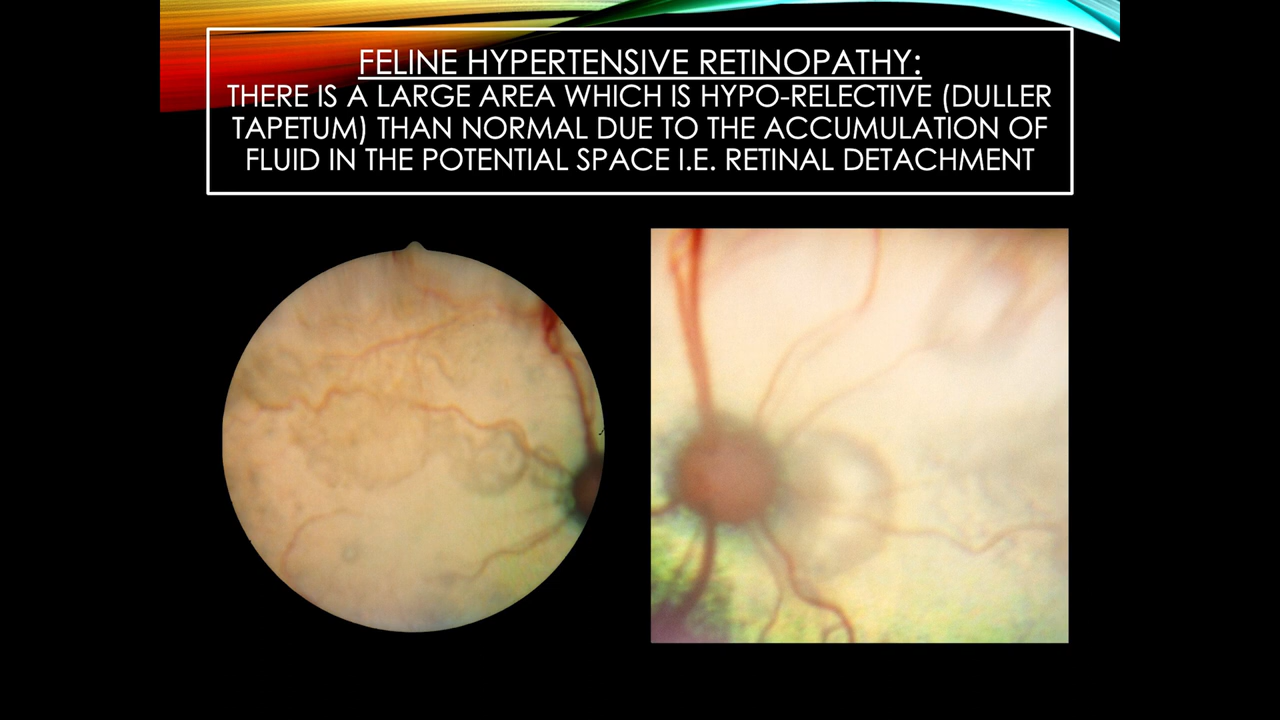 FELINE HYPERTENSIVE RETINOPATHY:
THERE IS A LARGE AREA WHICH IS HYPO-RELECTIVE (DULLER
TAPETUM) THAN NORMAL DUE TO THE ACCUMULATION OF
FLUID IN THE POTENTIAL SPACE I.E. RETINAL DETACHMENT